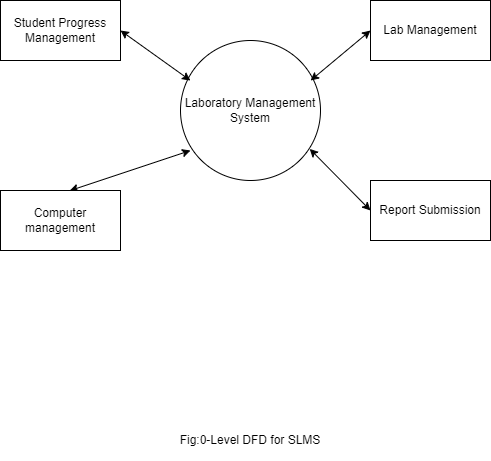 Student Progress
Management
Lab Management
Laboratory Management
System
Computer
management
Report Submission
Fig:0-Level DFD for SLMS